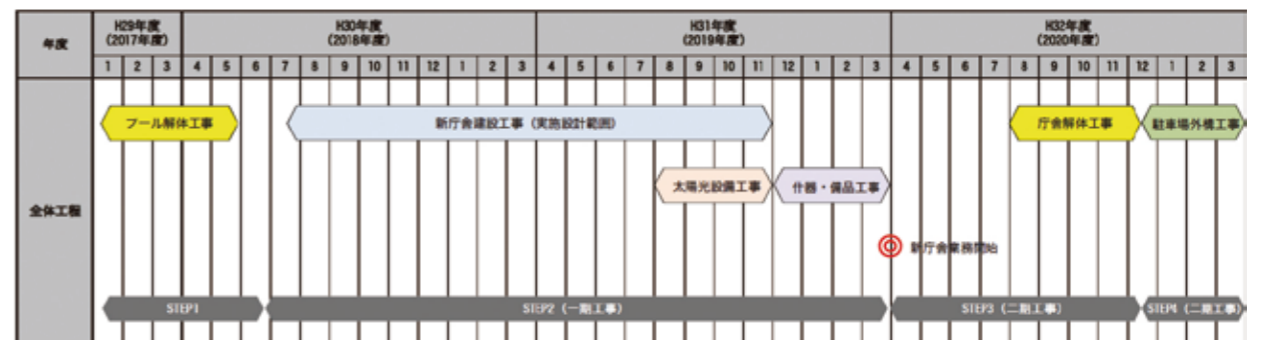 年度
H29年度
(2017年度)
H30年度
(2018年度)
H31年度
(2019年度)
H32年度
(2020年度)
1 2 3 4 5 6 7 8 9 10 11 12 1 2 3 4 5 6 7 8 9 10 11 12 1 2 3 4 5 6 7 8 9 10 11 12 1 2 3
全体工程
プール解体工事
新庁舎建設工事（実施設計範囲）
庁舎解体工事
駐車場外構工事
太陽光設備工事
什器・備品工事
新庁舎業務開始
STEP1
STEP2（一期工事）
STEP3（二期工事）
STEP4（二期工事）